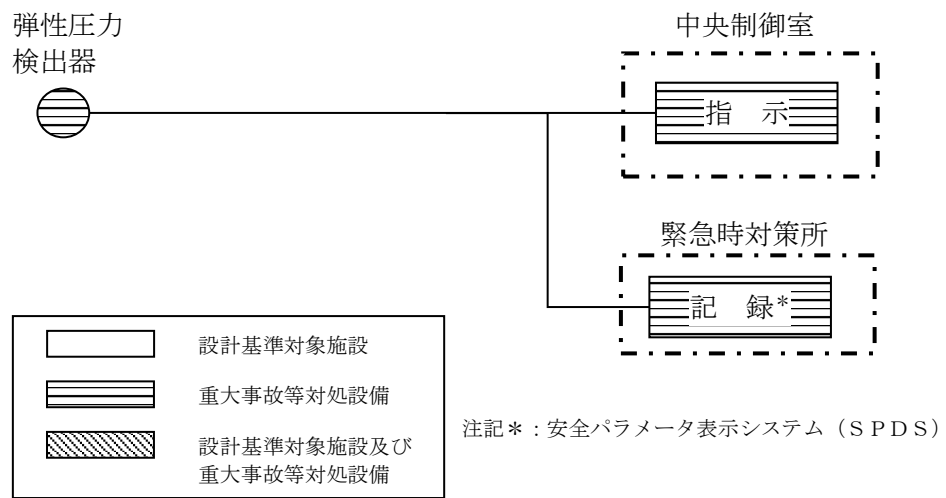 弾性圧力
検出器
中央制御室
指　示
緊急時対策所
記　録*
設計基準対象施設
重大事故等対処設備
設計基準対象施設及び
重大事故等対処設備
注記＊：安全パラメータ表示システム（ＳＰＤＳ）